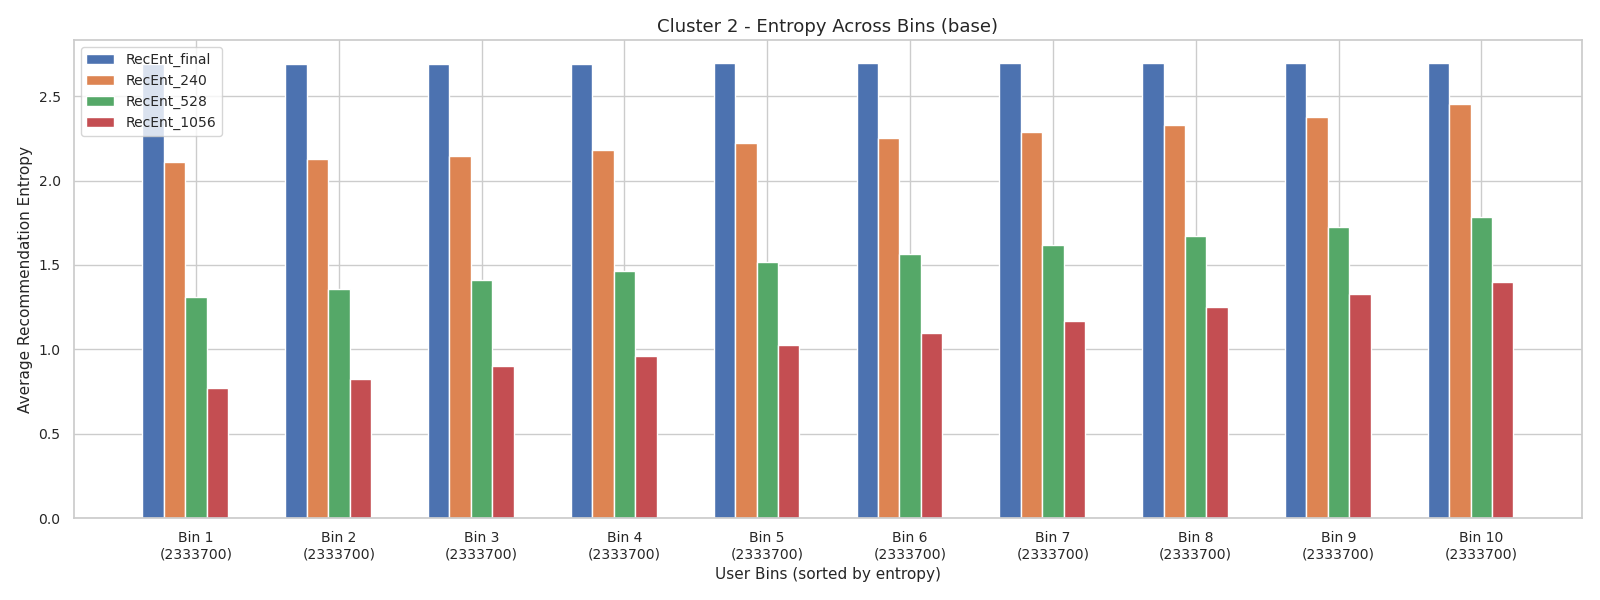 Cluster 2 - Entropy Across Bins (base)
RecEnt_final
RecEnt_240
RecEnt_528
RecEnt_1056
Average Recommendation Entropy
2.5
2.0
1.5
1.0
0.5
0.0
Bin 1 Bin 2 Bin 3 Bin 4 Bin 5 Bin 6 Bin 7 Bin 8 Bin 9 Bin 10
(2333700) (2333700) (2333700) (2333700) (2333700) (2333700) (2333700) (2333700) (2333700) (2333700)
User Bins (sorted by entropy)